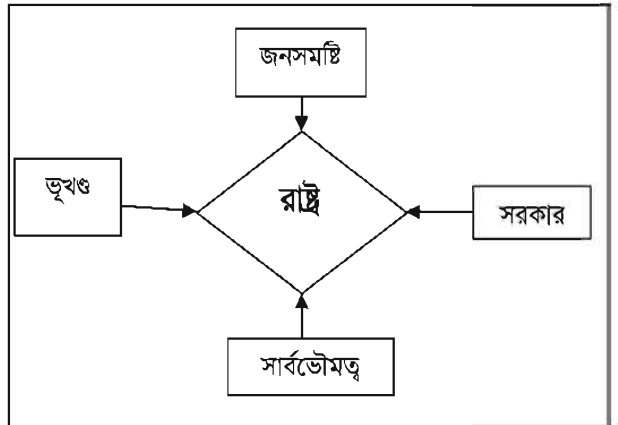 জনসমষ্টি
ভূখণ্ড
রাষ্ট্র
সরকার
সার্বভৌমত্ব